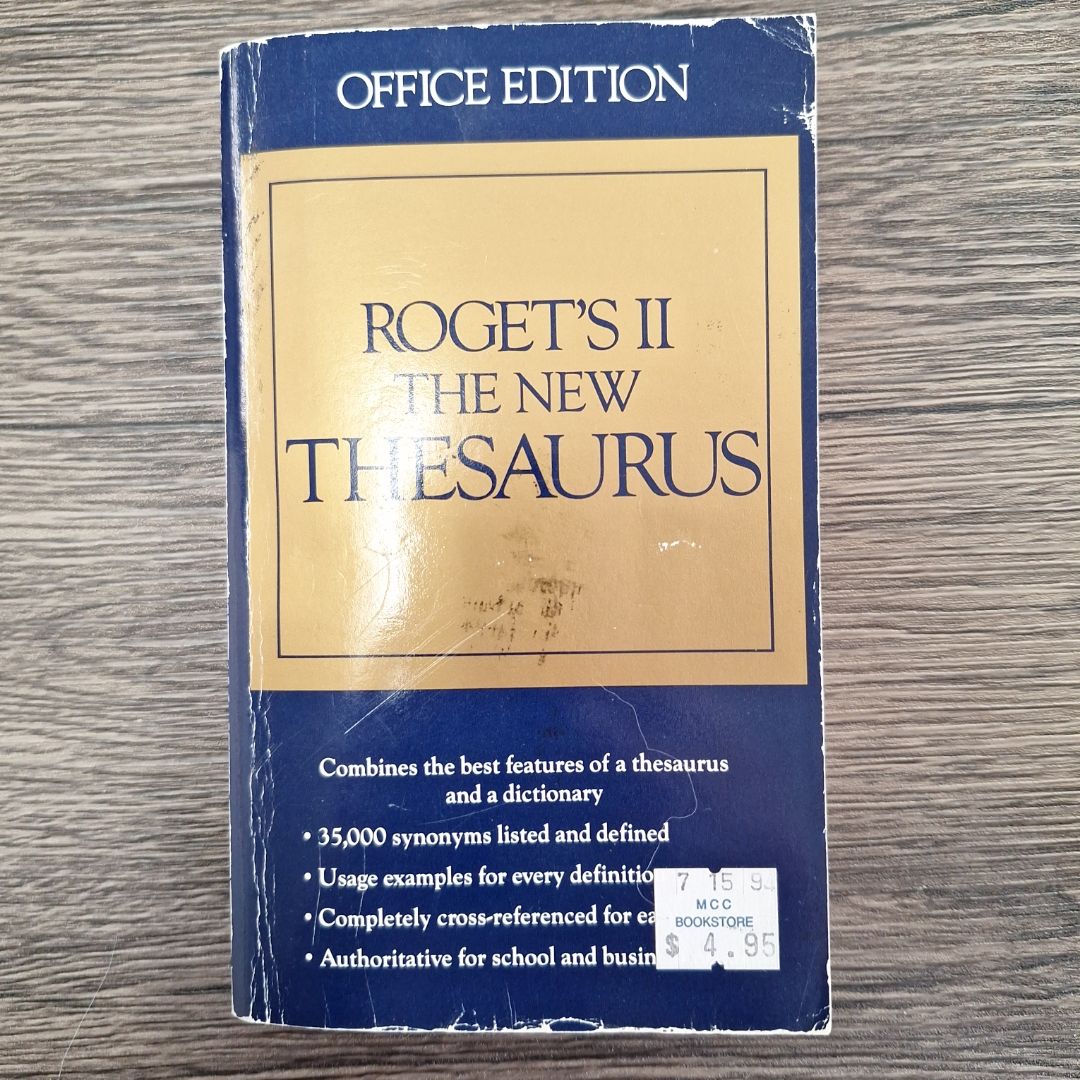 OFFICE EDITION
ROGET'S II
THE NEW
THESAURUS
Combines the best features of a thesaurus
and a dictionary
• 35,000 synonyms listed and defined
• Usage examples for every definitio
• Completely cross-referenced for ea
• Authoritative for school and busin
7 15 94
MCC
BOOKSTORE
$ 4.95